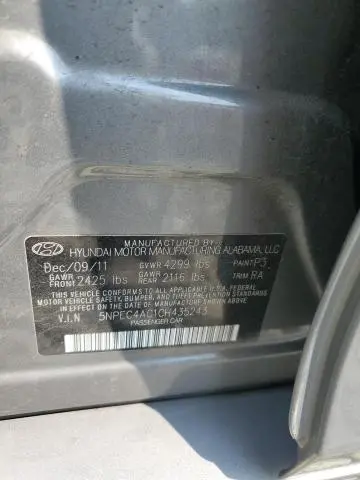 MANUFACTURED BY
HYUNDAI MOTOR MANUFACTURING ALABAMA, LLC
Dec/09/11 GVWR 4299 lbs PAINT P3
GAWR FRONT 2425 lbs GAWR REAR 2116 lbs TRIM RA
THIS VEHICLE CONFORMS TO ALL APPLICABLE U.S.A. FEDERAL
MOTOR VEHICLE SAFETY, BUMPER, AND THEFT PREVENTION
STANDARDS IN EFFECT ON THE DATE OF MANUFACTURE SHOWN ABOVE.
V.I.N 5NPEC4AC1CH435243
PASSENGER CAR